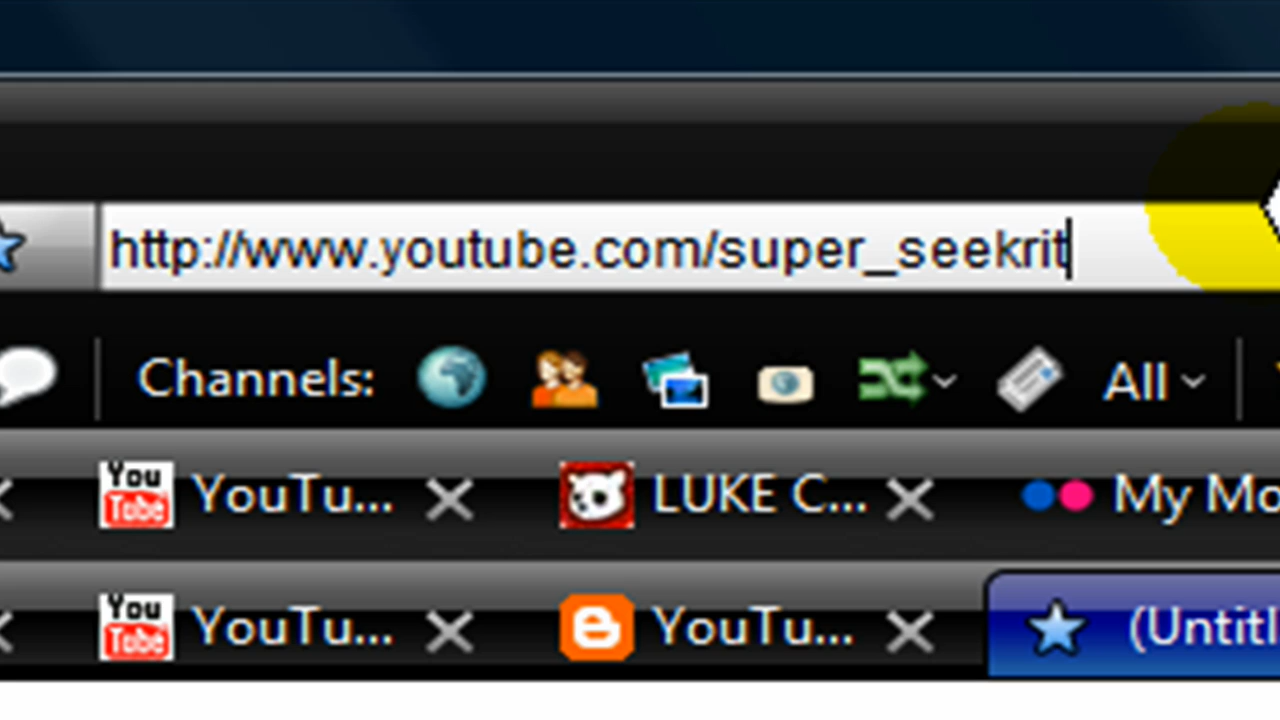 http://www.youtube.com/super_seekrit
Channels: All
You Tube YouTu... LUKE C... My Mo
You Tube YouTu... YouTu... (Untitl